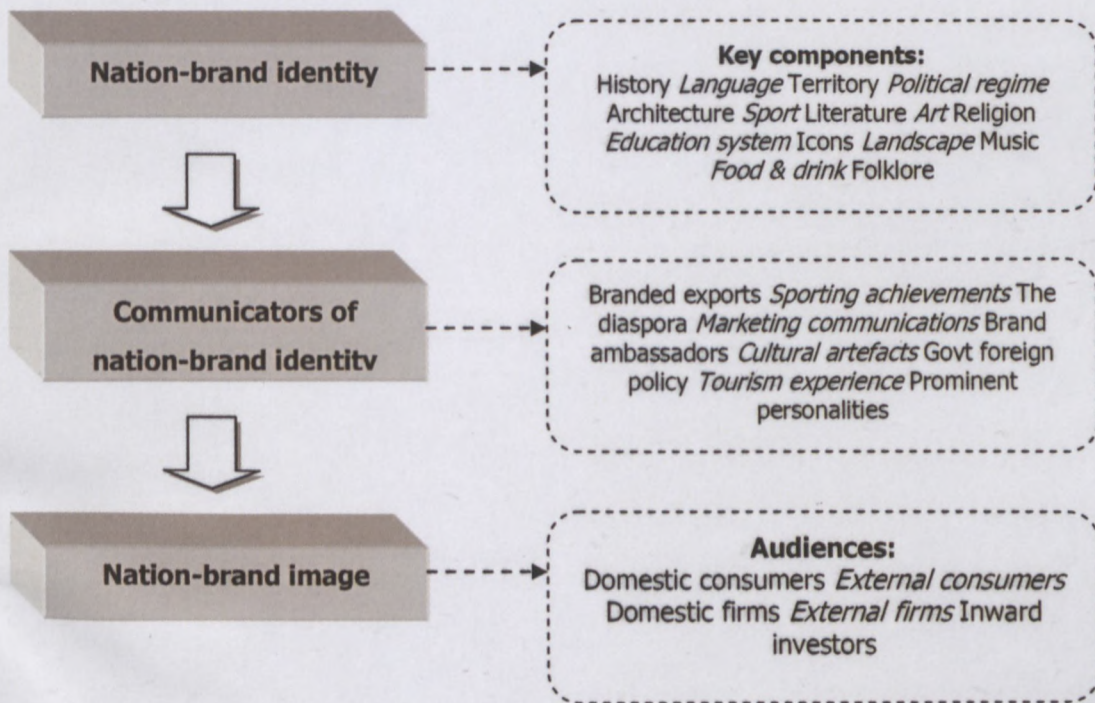 Nation-brand identity
Key components:
History Language Territory Political regime
Architecture Sport Literature Art Religion
Education system Icons Landscape Music
Food & drink Folklore
Communicators of
nation-brand identity
Branded exports Sporting achievements The
diaspora Marketing communications Brand
ambassadors Cultural artefacts Govt foreign
policy Tourism experience Prominent
personalities
Nation-brand image
Audiences:
Domestic consumers External consumers
Domestic firms External firms Inward
investors